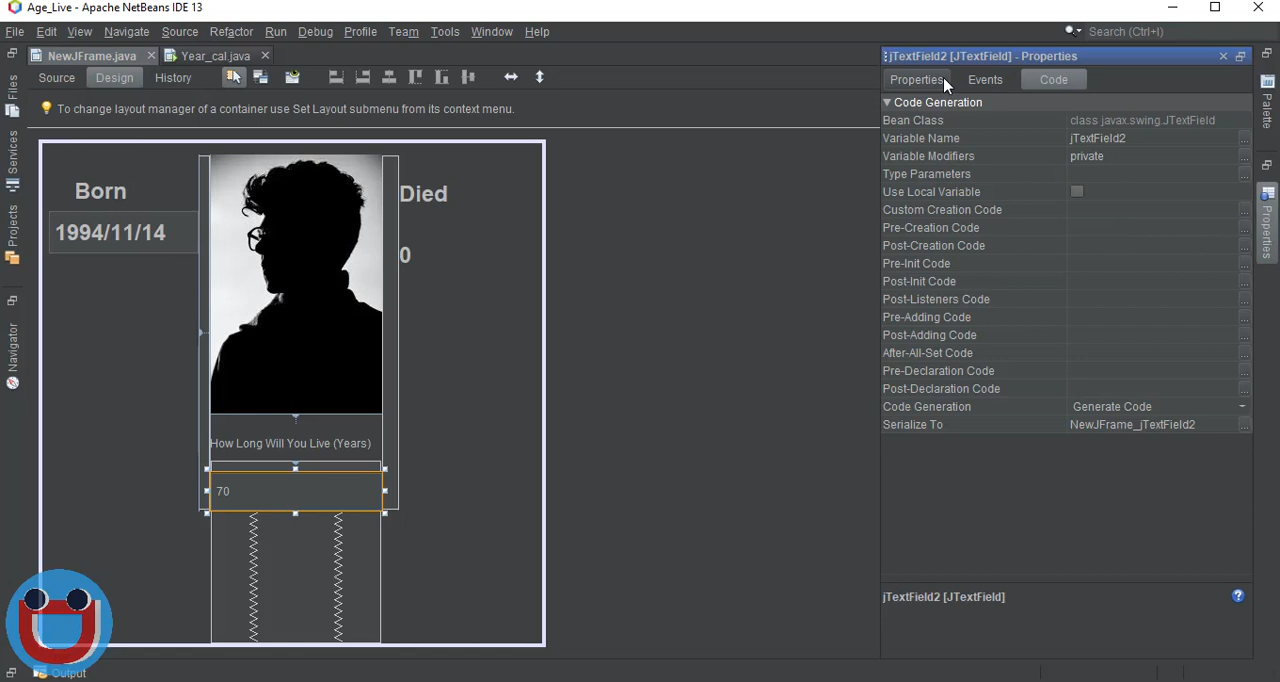 Age_Live - Apache NetBeans IDE 13
File Edit View Navigate Source Refactor Run Debug Profile Team Tools Window Help
Search (Ctrl+I)
NewJFrame.java
Year_cal.java
Source Design History
To change layout manager of a container use Set Layout submenu from its context menu.
Files
Services
Projects
Navigator
Born
1994/11/14
Died
0
How Long Will You Live (Years)
70
Output
jTextField2 [JTextField] - Properties
Properties Events Code
Code Generation
Bean Class class javax.swing.JTextField
Variable Name jTextField2 ...
Variable Modifiers private ...
Type Parameters ...
Use Local Variable
Custom Creation Code ...
Pre-Creation Code ...
Post-Creation Code ...
Pre-Init Code ...
Post-Init Code ...
Post-Listeners Code ...
Pre-Adding Code ...
Post-Adding Code ...
After-All-Set Code ...
Pre-Declaration Code ...
Post-Declaration Code ...
Code Generation Generate Code
Serialize To NewJFrame_jTextField2 ...
jTextField2 [JTextField]
?
Palette
Properties